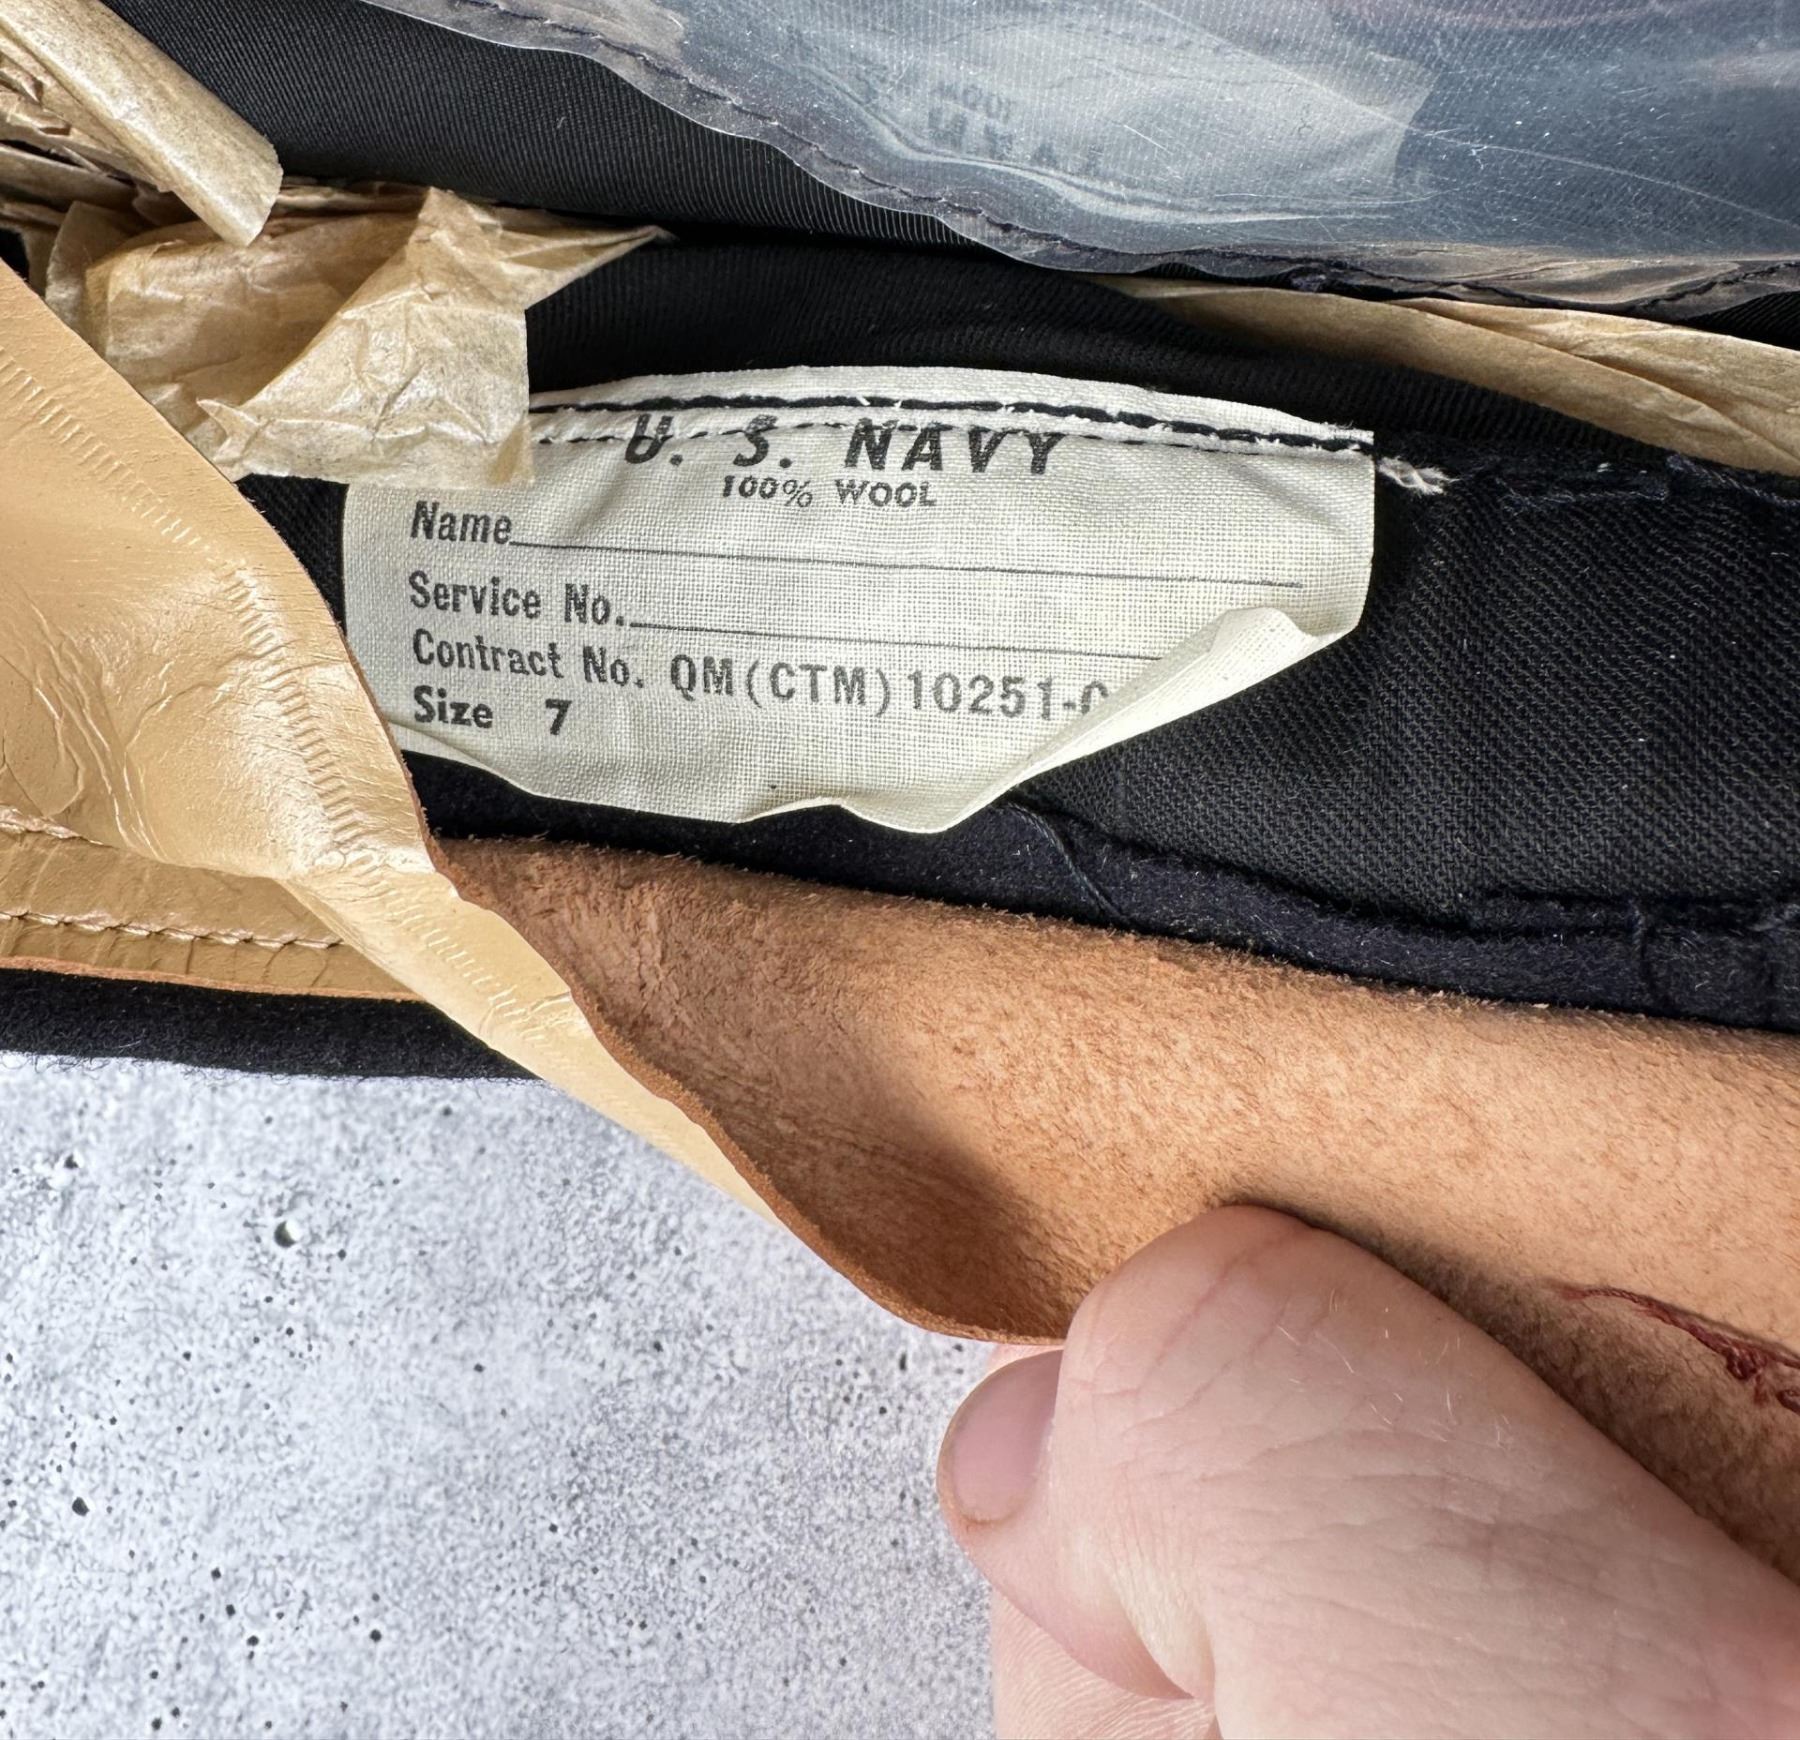 U. S. NAVY
100% WOOL
Name
Service No.
Contract No. QM(CTM)10251-
Size 7